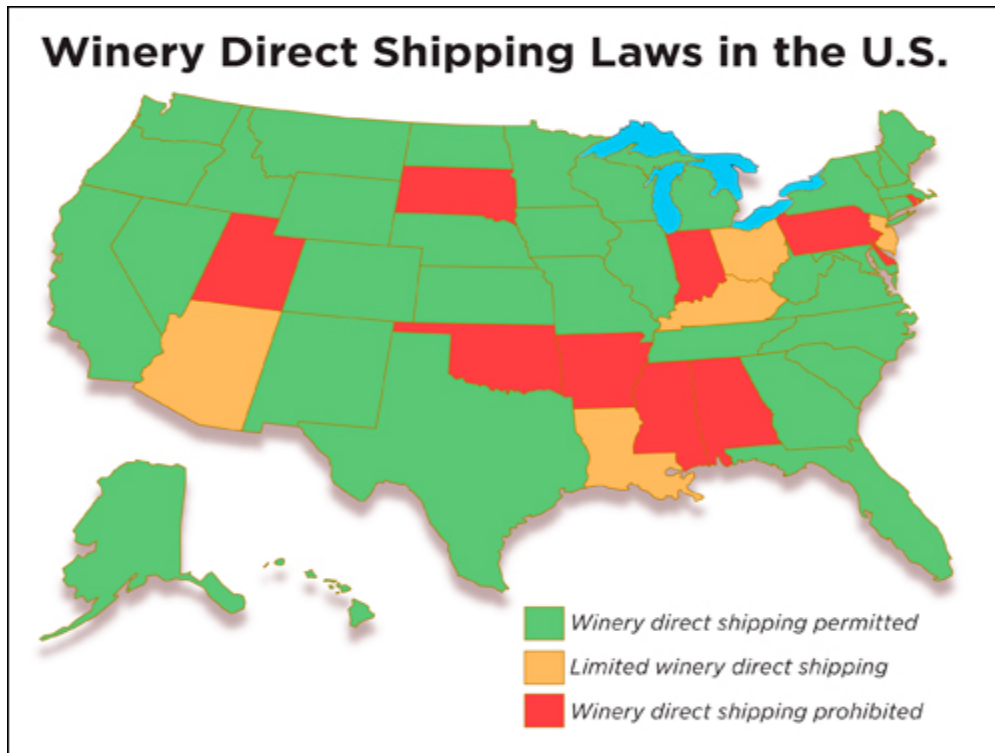 Winery Direct Shipping Laws in the U.S.
Winery direct shipping permitted
Limited winery direct shipping
Winery direct shipping prohibited